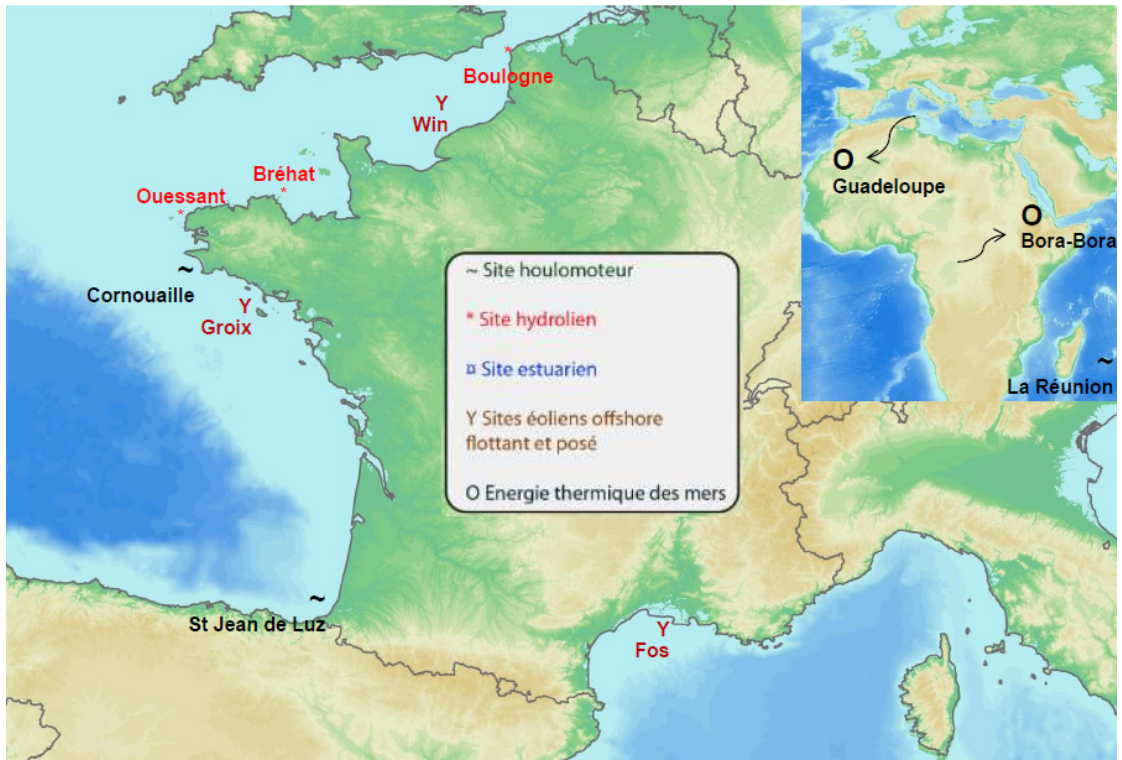 * Boulogne
Y
Win
Bréhat
*
Ouessant
*
~
Cornouaille
Y
Groix
~
St Jean de Luz
Y
Fos
~ Site houlomoteur
* Site hydrolien
¤ Site estuarien
Y Sites éoliens offshore
flottant et posé
O Energie thermique des mers
O
Guadeloupe
O
Bora-Bora
~
La Réunion